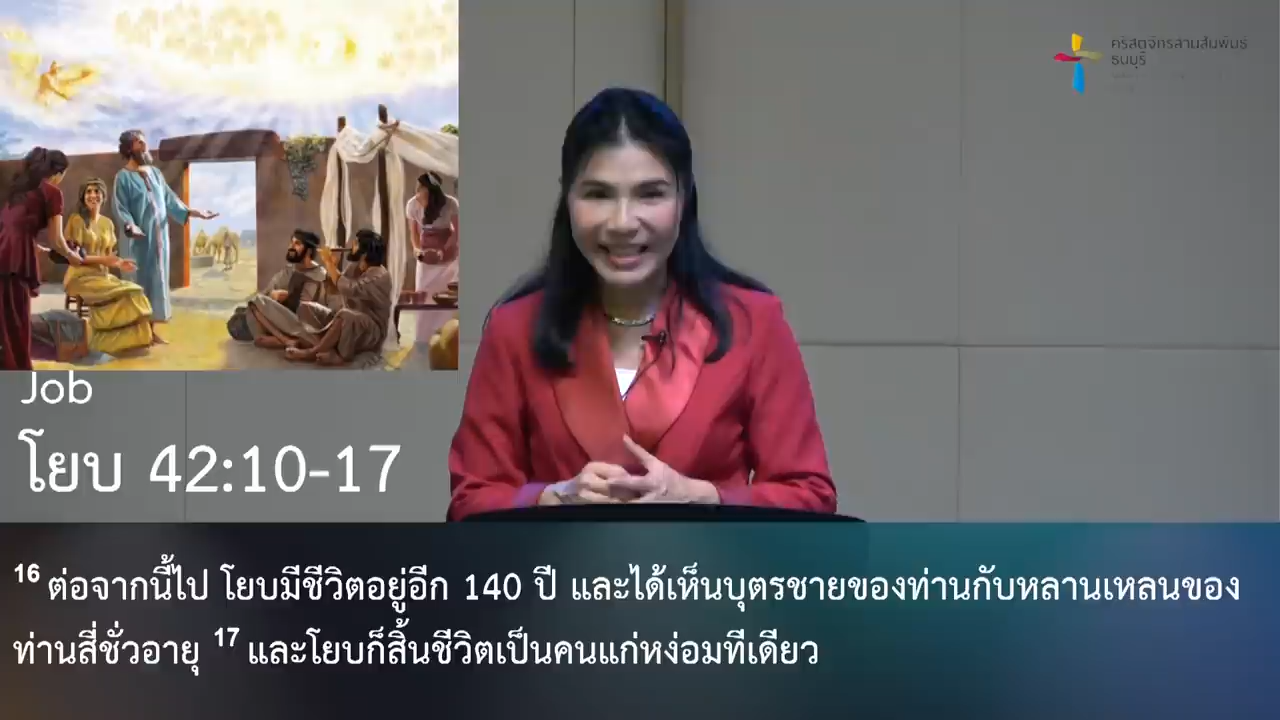 คริสตจักรสานสัมพันธ์
ธนบุรี
Job
โยบ 42:10-17
16 ต่อจากนี้ไป โยบมีชีวิตอยู่อีก 140 ปี และได้เห็นบุตรชายของท่านกับหลานเหลนของ
ท่านสี่ชั่วอายุ 17 และโยบก็สิ้นชีวิตเป็นคนแก่หง่อมทีเดียว